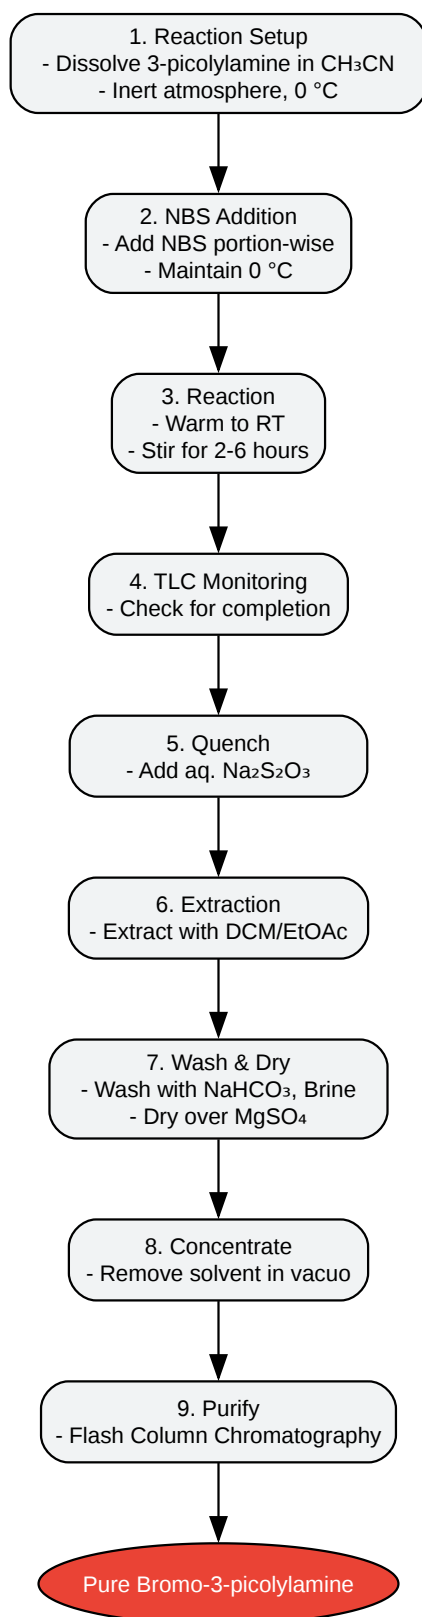 1. Reaction Setup
- Dissolve 3-picolylamine in CH₃CN
- Inert atmosphere, 0 °C
2. NBS Addition
- Add NBS portion-wise
- Maintain 0 °C
3. Reaction
- Warm to RT
- Stir for 2-6 hours
4. TLC Monitoring
- Check for completion
5. Quench
- Add aq. Na₂S₂O₃
6. Extraction
- Extract with DCM/EtOAc
7. Wash & Dry
- Wash with NaHCO₃, Brine
- Dry over MgSO₄
8. Concentrate
- Remove solvent in vacuo
9. Purify
- Flash Column Chromatography
Pure Bromo-3-picolylamine